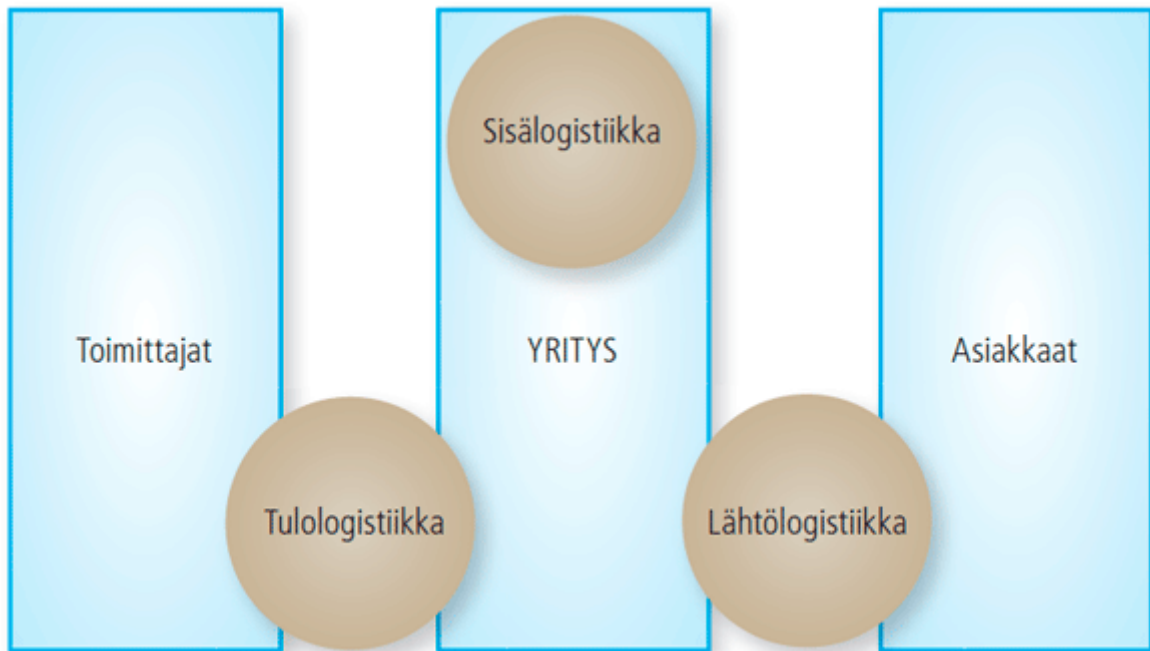 Sisälogistiikka
Toimittajat
YRITYS
Asiakkaat
Tulologistiikka
Lähtölogistiikka